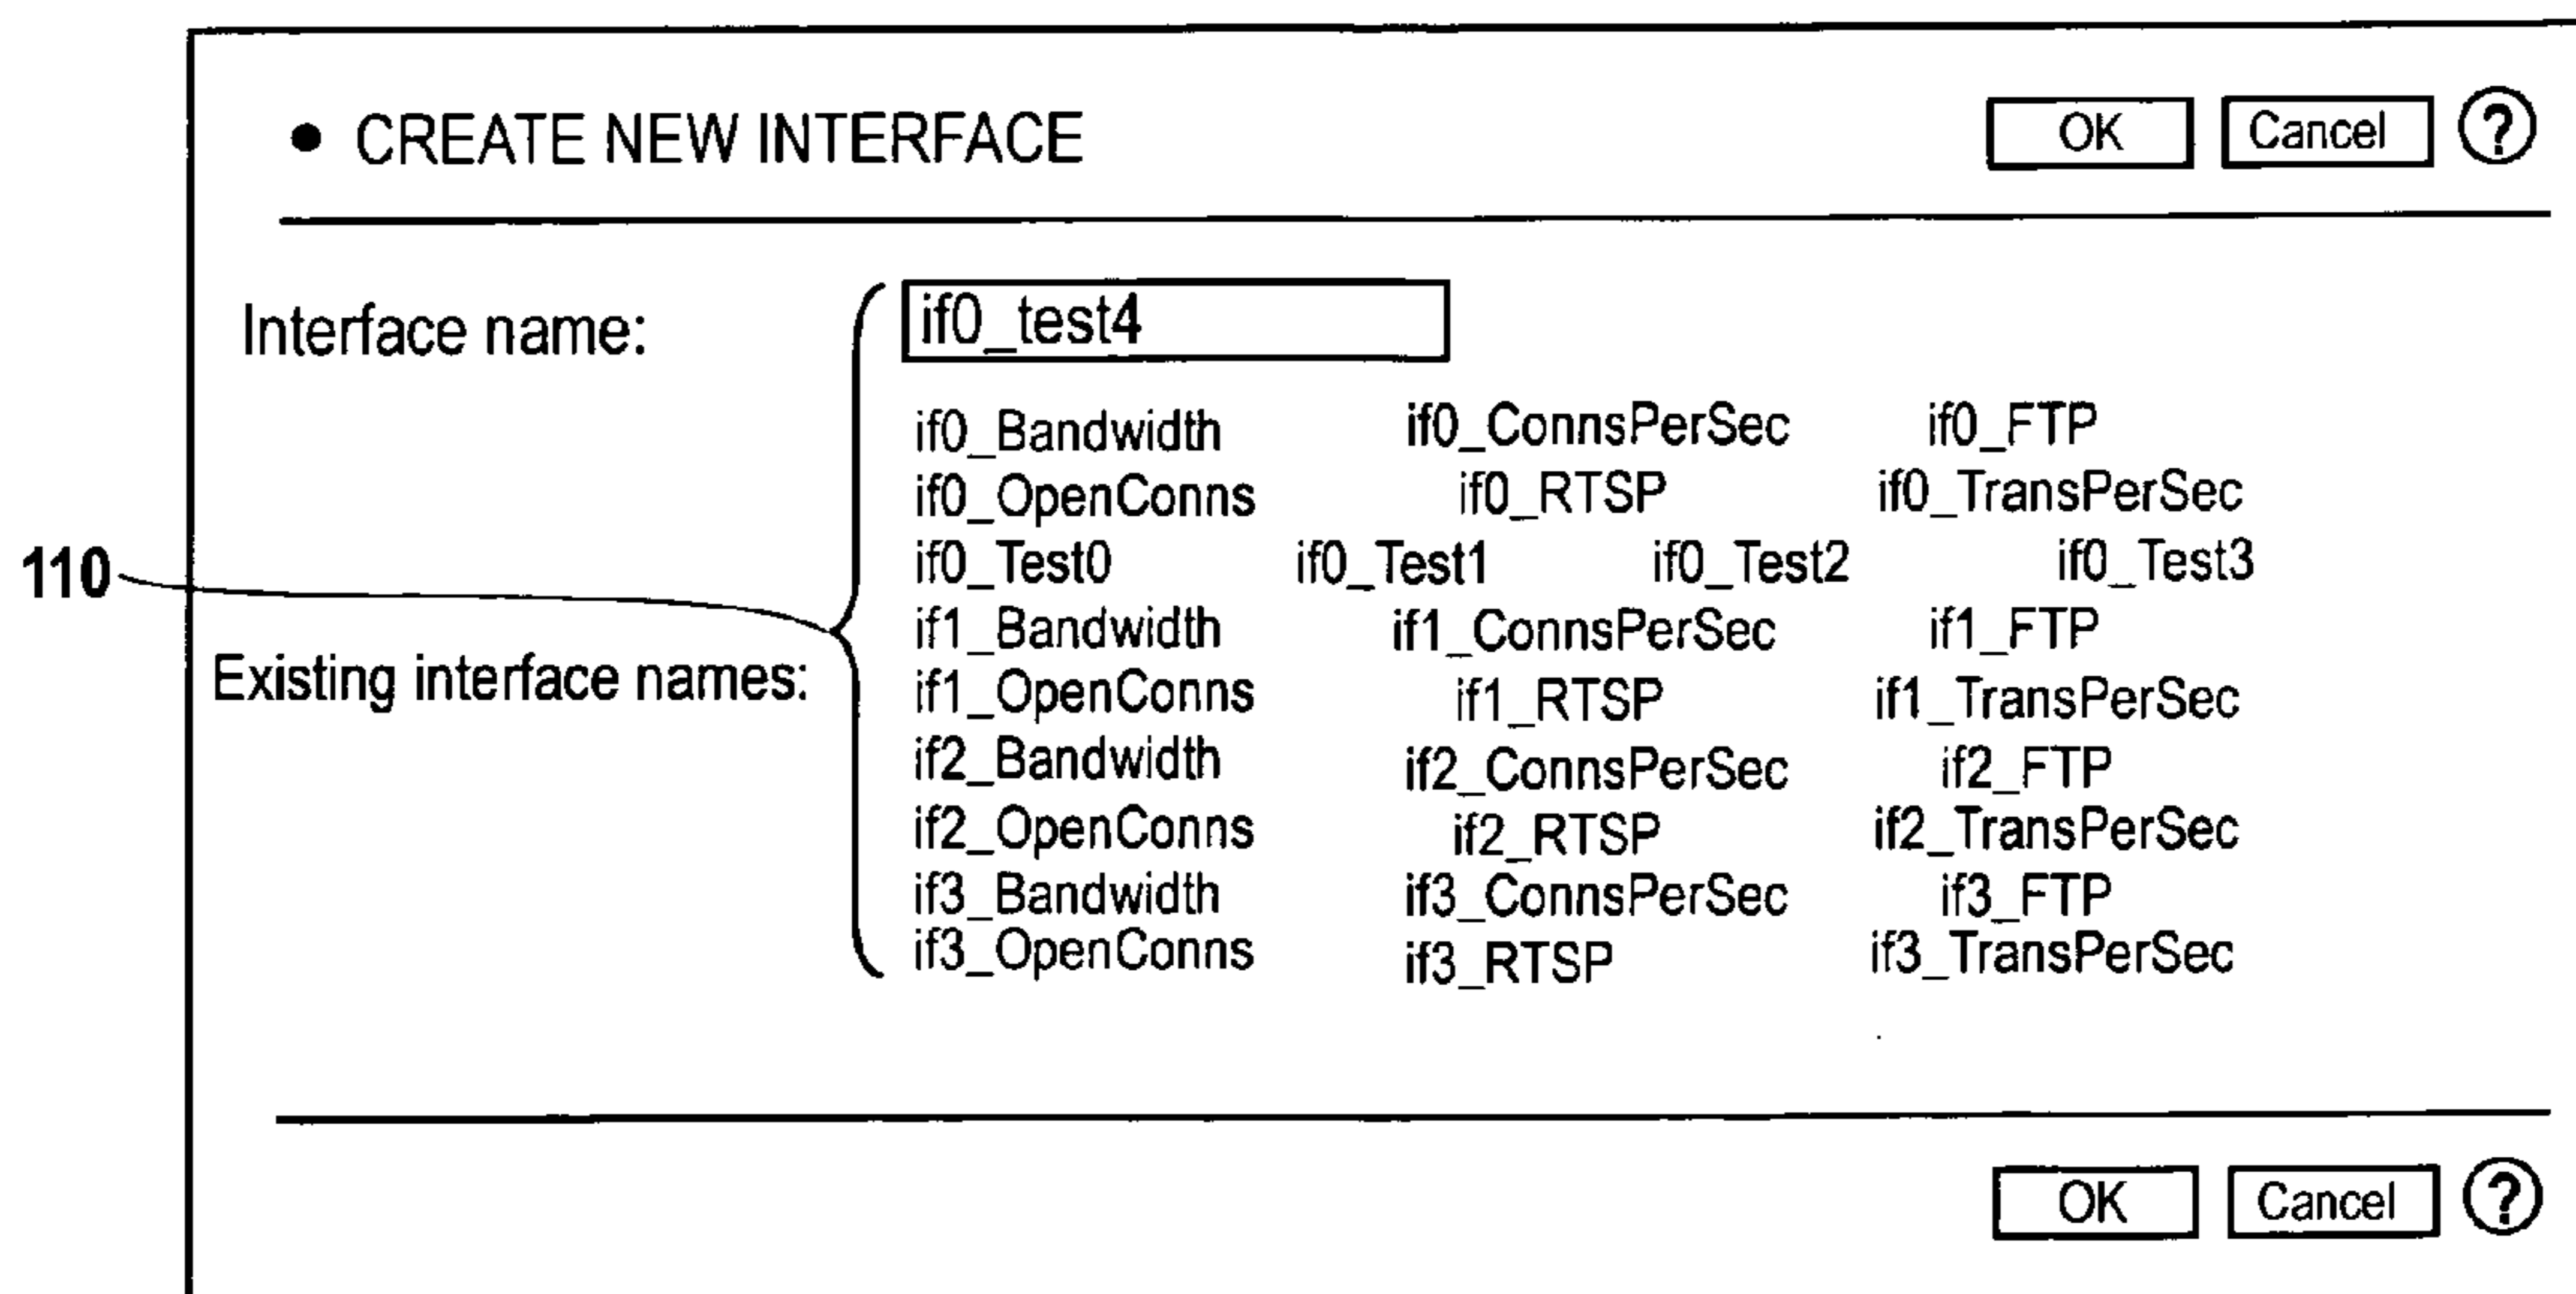 • CREATE NEW INTERFACE OK Cancel ?
Interface name: if0_test4
if0_Bandwidth if0_ConnsPerSec if0_FTP
if0_OpenConns if0_RTSP if0_TransPerSec
110 if0_Test0 if0_Test1 if0_Test2 if0_Test3
if1_Bandwidth if1_ConnsPerSec if1_FTP
Existing interface names: if1_OpenConns if1_RTSP if1_TransPerSec
if2_Bandwidth if2_ConnsPerSec if2_FTP
if2_OpenConns if2_RTSP if2_TransPerSec
if3_Bandwidth if3_ConnsPerSec if3_FTP
if3_OpenConns if3_RTSP if3_TransPerSec
OK Cancel ?